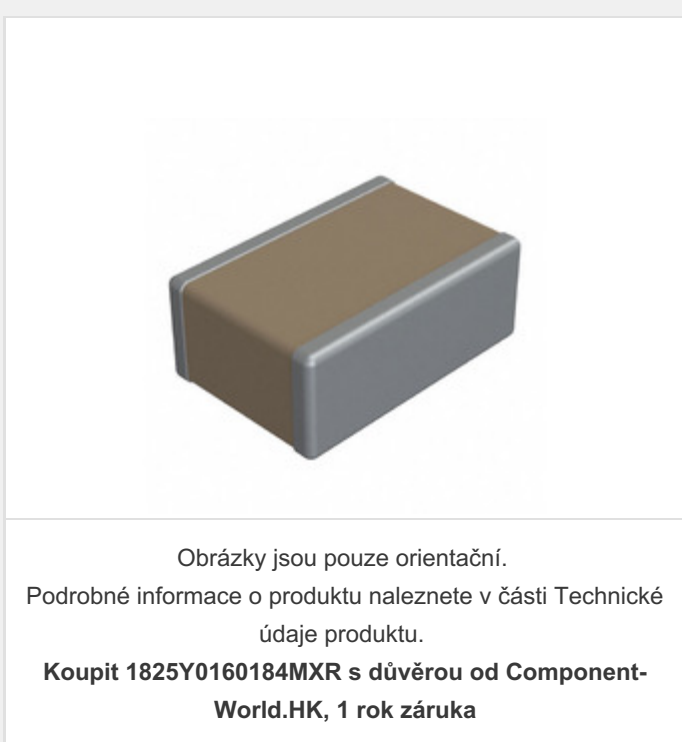 Obrázky jsou pouze orientační.
Podrobné informace o produktu naleznete v části Technické
údaje produktu.
Koupit 1825Y0160184MXR s důvěrou od Component-
World.HK, 1 rok záruka